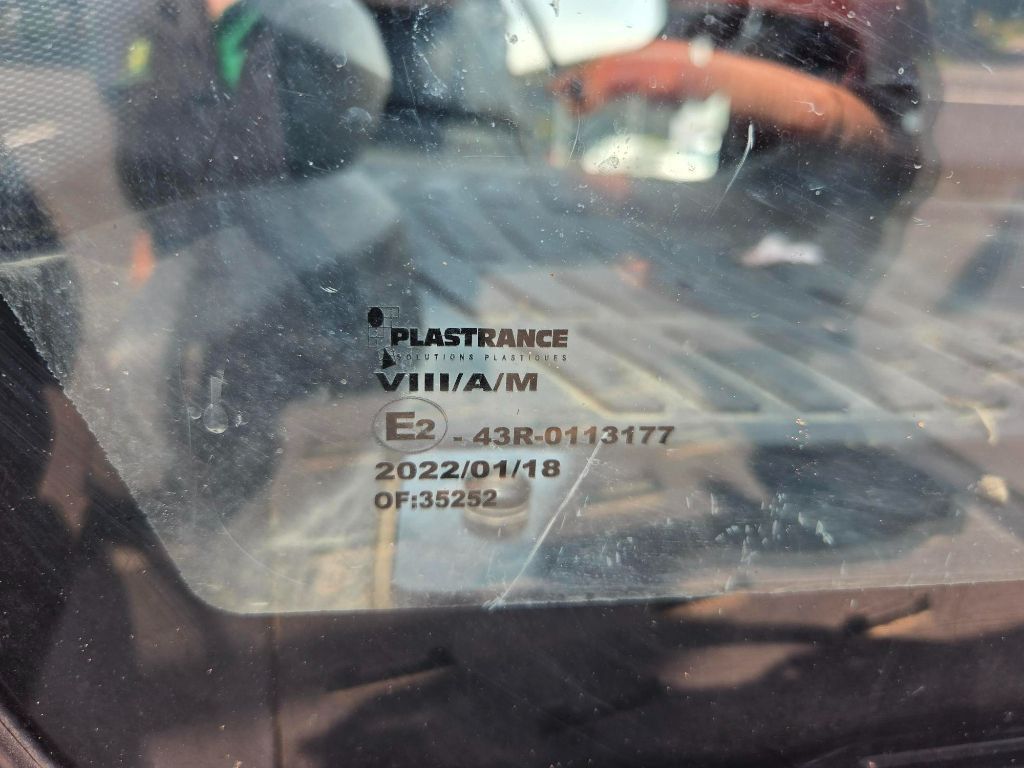 PLASTRANCE
SOLUTIONS PLASTIQUES
VIII/A/M
E2 - 43R-0113177
2022/01/18
OF:35252